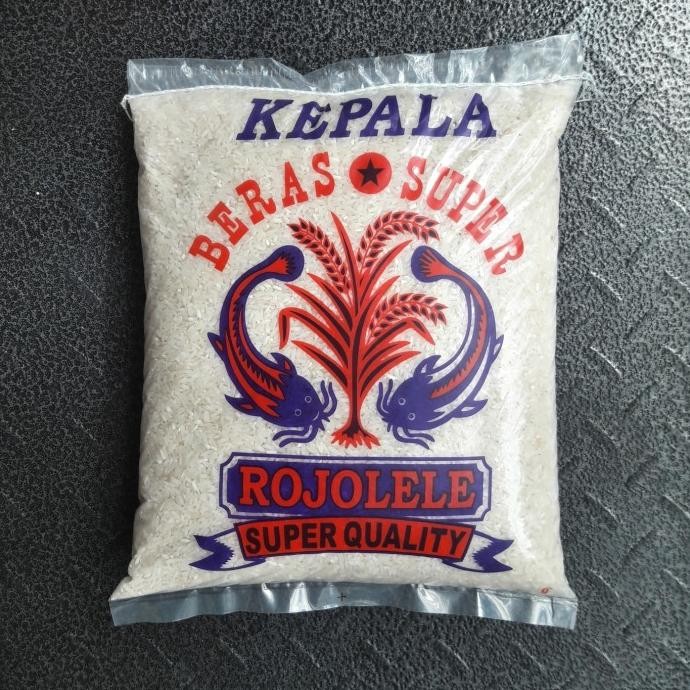 KEPALA
BERAS ★ SUPER
ROJOLELE
SUPER QUALITY